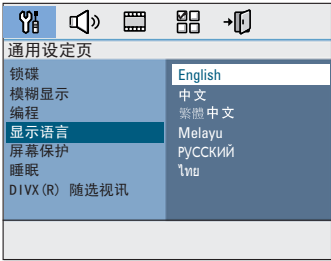 通用设定页
锁碟
模糊显示
编程
显示语言
屏幕保护
睡眠
DIVX(R) 随选视讯
English
中文
繁體中文
Melayu
РУССКИЙ
ไทย